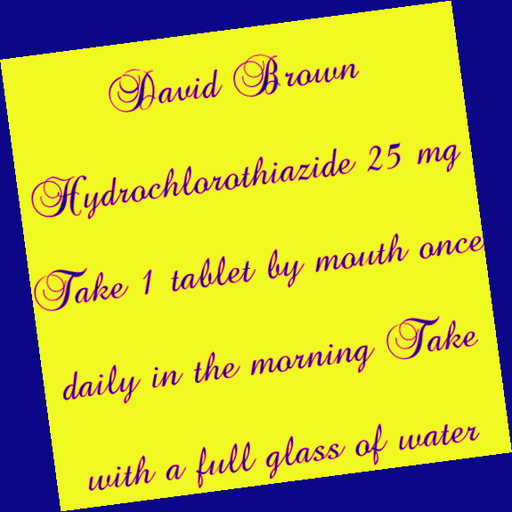 David Brown
Hydrochlorothiazide 25 mg
Take 1 tablet by mouth once
daily in the morning Take
with a full glass of water